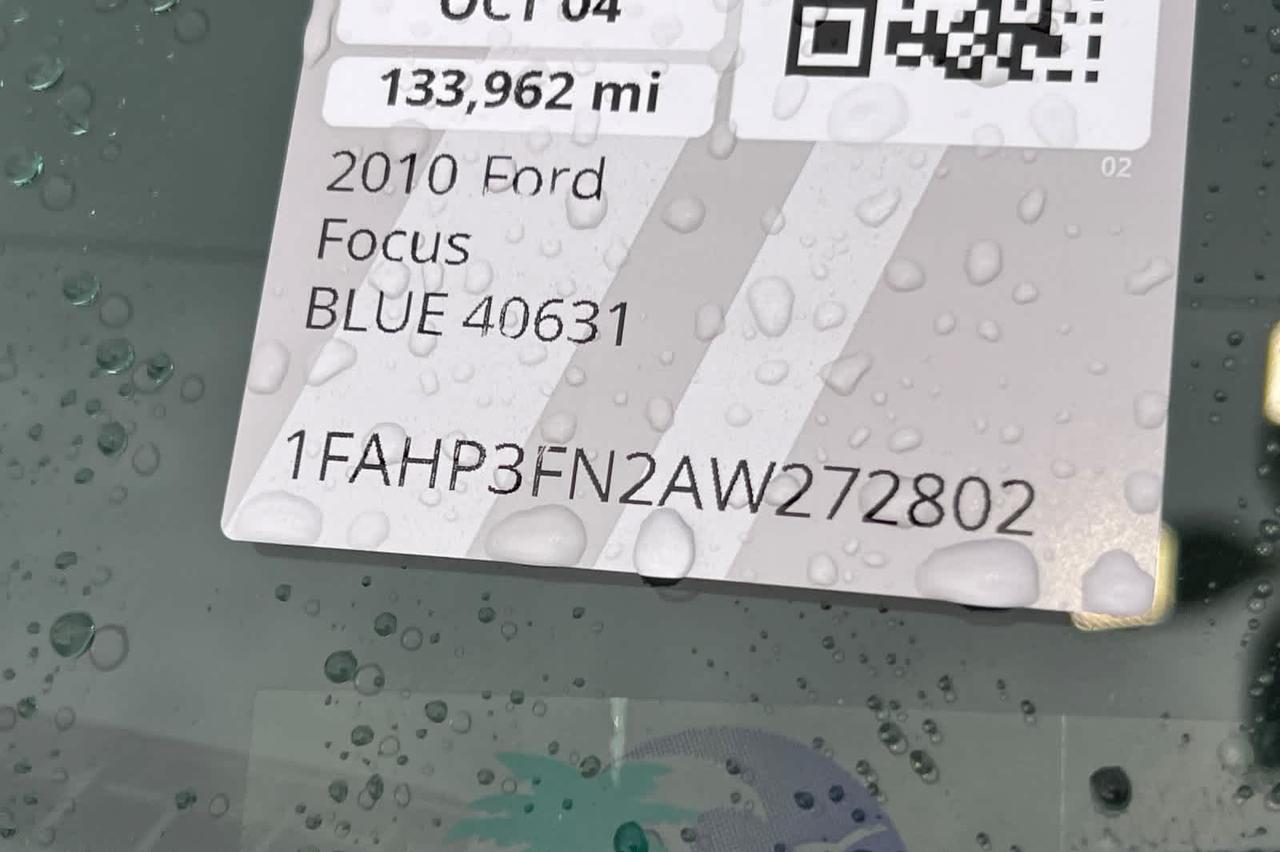 OCT 04
133,962 mi
02
2010 Ford
Focus
BLUE 40631
1FAHP3FN2AW272802